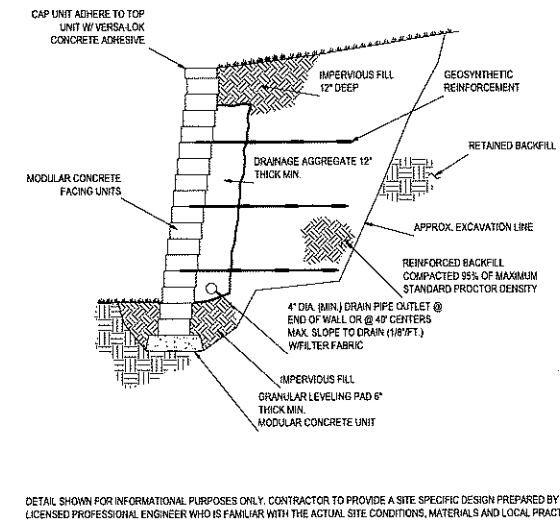 CAP UNIT ADHERE TO TOP
UNIT W/ VERSA-LOK
CONCRETE ADHESIVE
IMPERVIOUS FILL
12" DEEP
GEOSYNTHETIC
REINFORCEMENT
RETAINED BACKFILL
DRAINAGE AGGREGATE 12"
THICK MIN.
MODULAR CONCRETE
FACING UNITS
APPROX. EXCAVATION LINE
REINFORCED BACKFILL
COMPACTED 95% OF MAXIMUM
STANDARD PROCTOR DENSITY
4" DIA. (MIN.) DRAIN PIPE OUTLET @
END OF WALL OR @ 40' CENTERS
MAX. SLOPE TO DRAIN (1/8"/FT.)
W/FILTER FABRIC
IMPERVIOUS FILL
GRANULAR LEVELING PAD 6"
THICK MIN.
MODULAR CONCRETE UNIT
DETAIL SHOWN FOR INFORMATIONAL PURPOSES ONLY. CONTRACTOR TO PROVIDE A SITE SPECIFIC DESIGN PREPARED BY
LICENSED PROFESSIONAL ENGINEER WHO IS FAMILIAR WITH THE ACTUAL SITE CONDITIONS, MATERIALS AND LOCAL PRACT